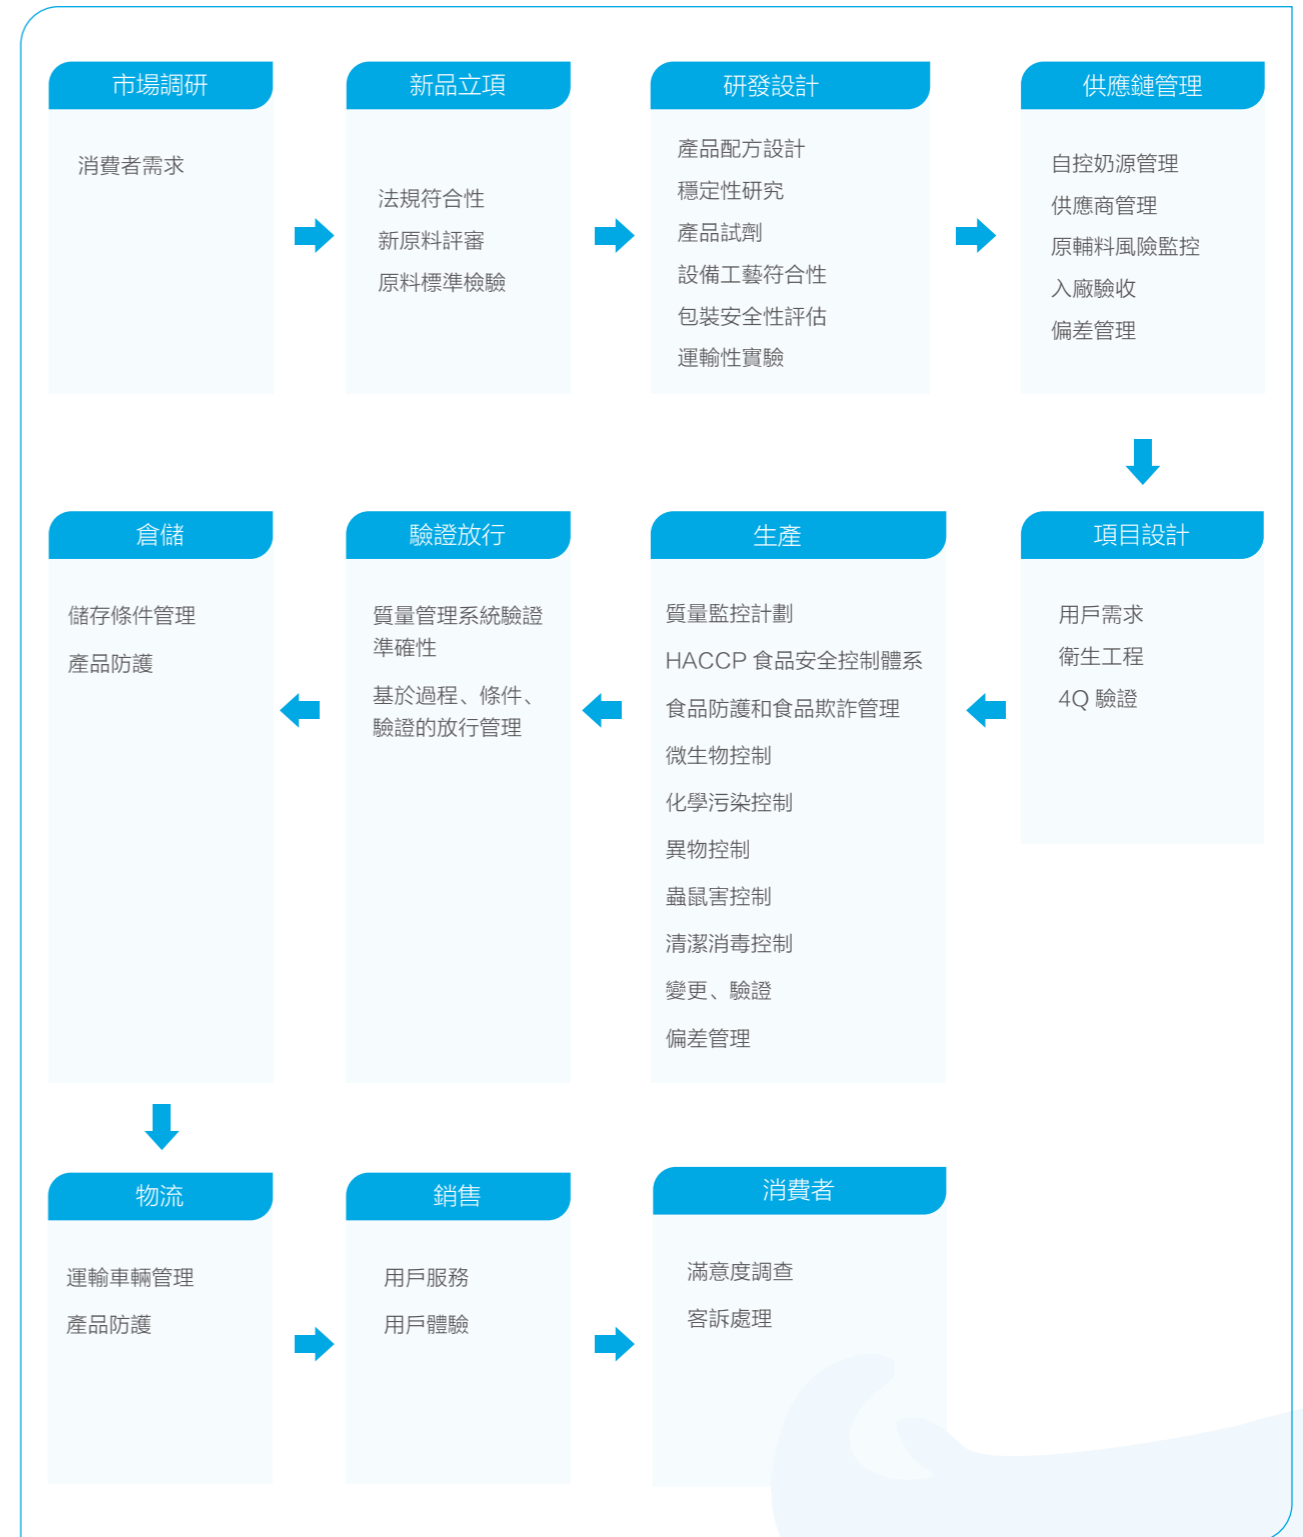 市場調研
消費者需求
新品立項
法規符合性
新原料評審
原料標準檢驗
研發設計
產品配方設計
穩定性研究
產品試劑
設備工藝符合性
包裝安全性評估
運輸性實驗
供應鏈管理
自控奶源管理
供應商管理
原輔料風險監控
入廠驗收
偏差管理
項目設計
用戶需求
衛生工程
4Q 驗證
生產
質量監控計劃
HACCP 食品安全控制體系
食品防護和食品欺詐管理
微生物控制
化學污染控制
異物控制
蟲鼠害控制
清潔消毒控制
變更、驗證
偏差管理
驗證放行
質量管理系統驗證
準確性
基於過程、條件、
驗證的放行管理
倉儲
儲存條件管理
產品防護
物流
運輸車輛管理
產品防護
銷售
用戶服務
用戶體驗
消費者
滿意度調查
客訴處理